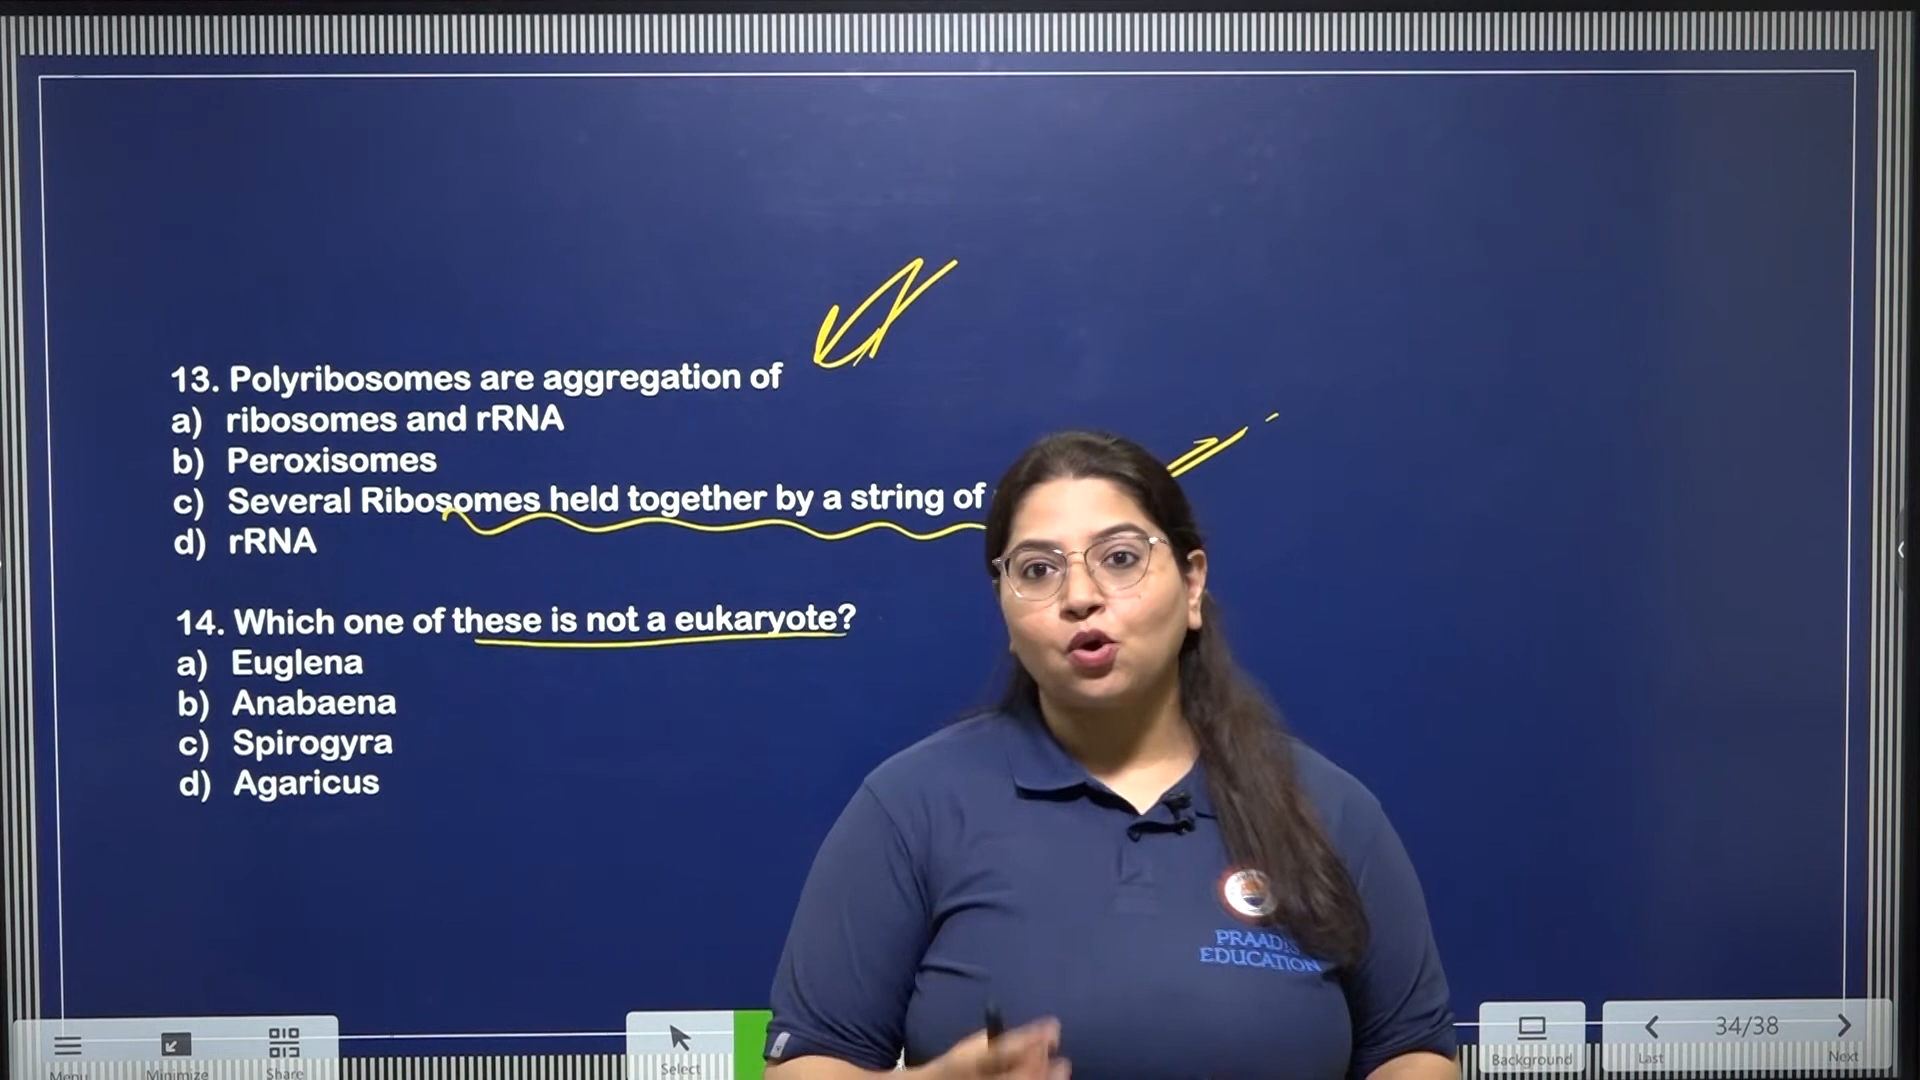 13. Polyribosomes are aggregation of
a) ribosomes and rRNA
b) Peroxisomes
c) Several Ribosomes held together by a string of
d) rRNA
14. Which one of these is not a eukaryote?
a) Euglena
b) Anabaena
c) Spirogyra
d) Agaricus
PRAADIS
EDUCATION
Menu
Minimize
Share
Select
Background
Last
34/38
Next